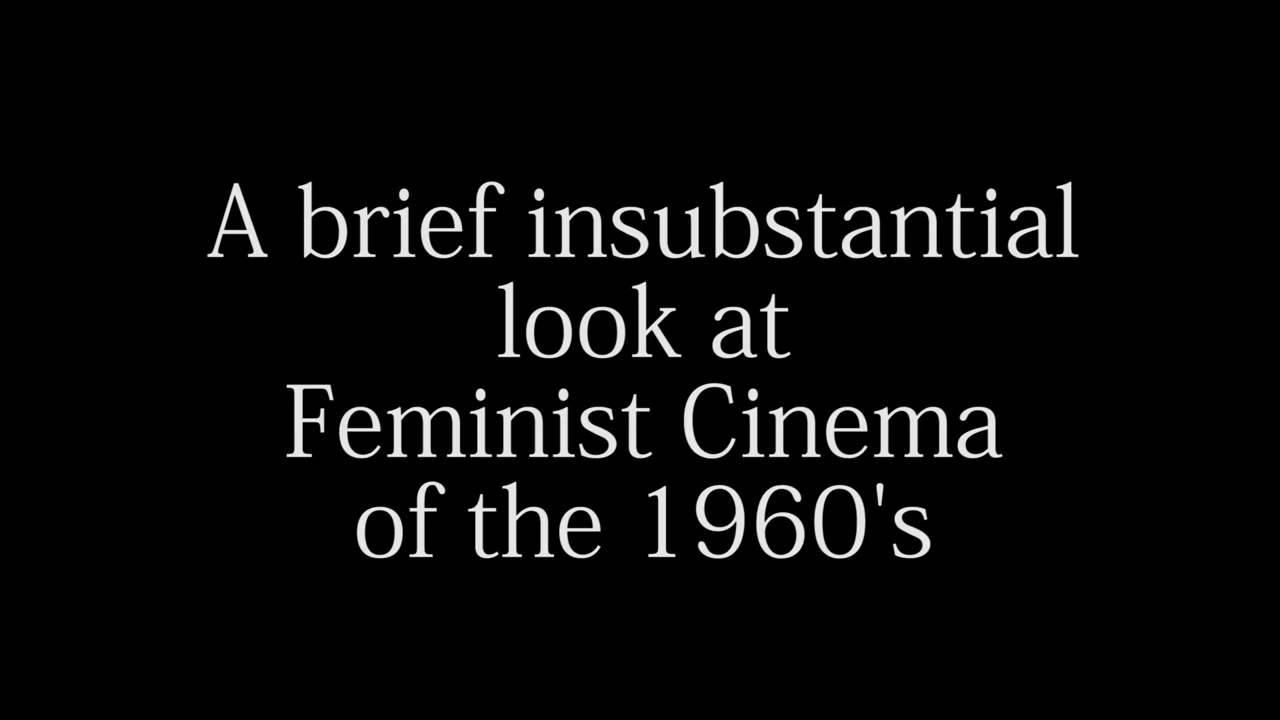 A brief insubstantial
look at
Feminist Cinema
of the 1960's